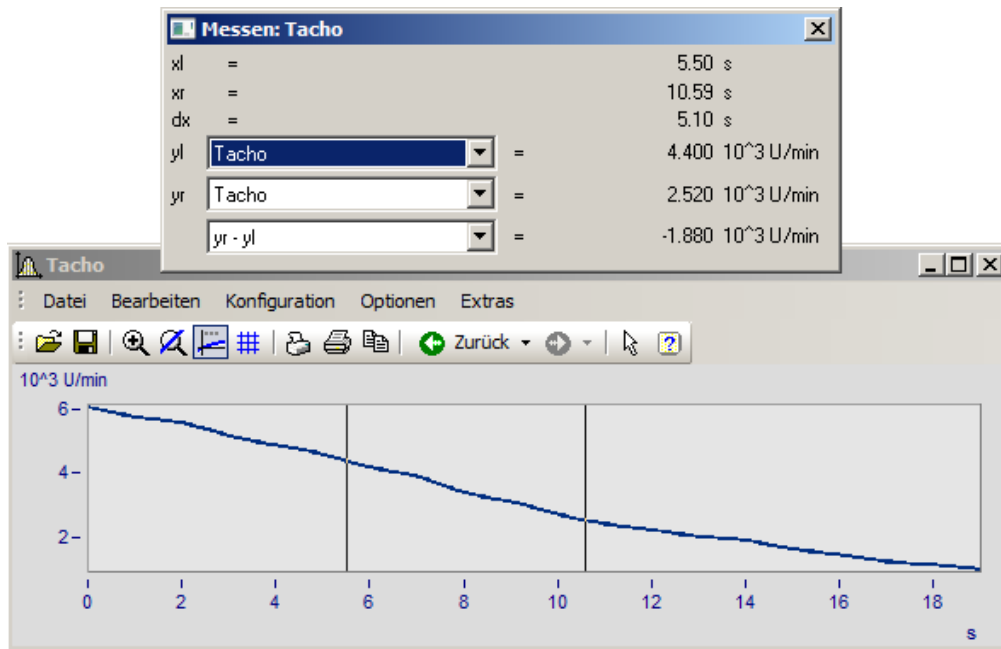 Messen: Tacho
xl = 5.50 s
xr = 10.59 s
dx = 5.10 s
yl Tacho = 4.400 10^3 U/min
yr Tacho = 2.520 10^3 U/min
yr - yl = -1.880 10^3 U/min
Tacho
Datei Bearbeiten Konfiguration Optionen Extras
Zurück
10^3 U/min
6
4
2
0 2 4 6 8 10 12 14 16 18
s